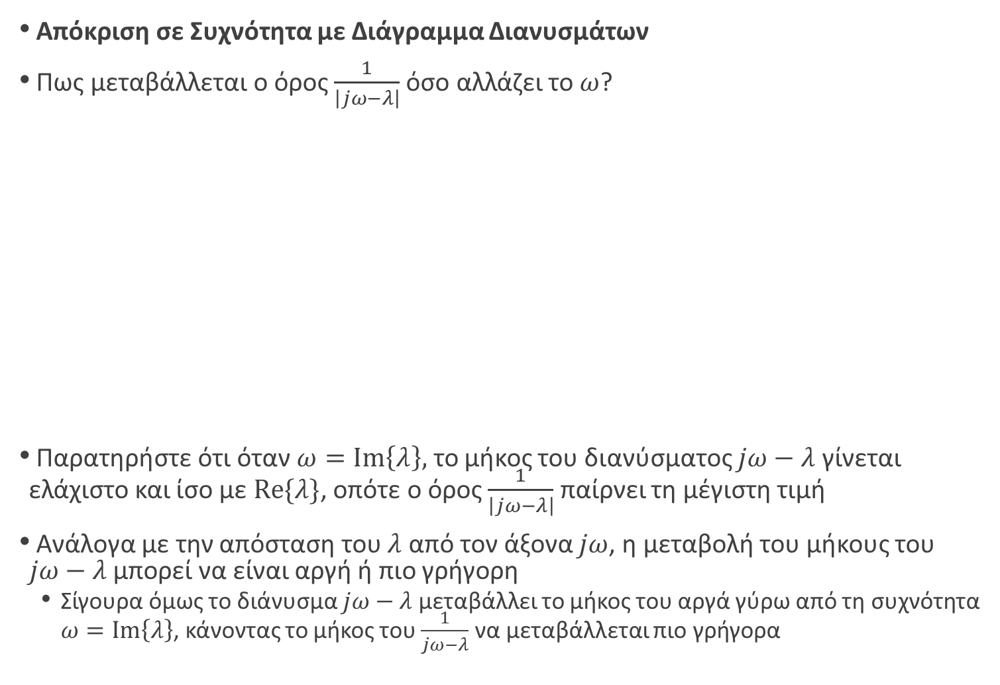 • Απόκριση σε Συχνότητα με Διάγραμμα Διανυσμάτων
• Πως μεταβάλλεται ο όρος $\frac{1}{|j\omega-\lambda|}$ όσο αλλάζει το $\omega$?
• Παρατηρήστε ότι όταν $\omega = \mathrm{Im}\{\lambda\}$, το μήκος του διανύσματος $j\omega - \lambda$ γίνεται
ελάχιστο και ίσο με $\mathrm{Re}\{\lambda\}$, οπότε ο όρος $\frac{1}{|j\omega-\lambda|}$ παίρνει τη μέγιστη τιμή
• Ανάλογα με την απόσταση του $\lambda$ από τον άξονα $j\omega$, η μεταβολή του μήκους του
$j\omega - \lambda$ μπορεί να είναι αργή ή πιο γρήγορη
• Σίγουρα όμως το διάνυσμα $j\omega - \lambda$ μεταβάλλει το μήκος του αργά γύρω από τη συχνότητα
$\omega = \mathrm{Im}\{\lambda\}$, κάνοντας το μήκος του $\frac{1}{j\omega-\lambda}$ να μεταβάλλεται πιο γρήγορα